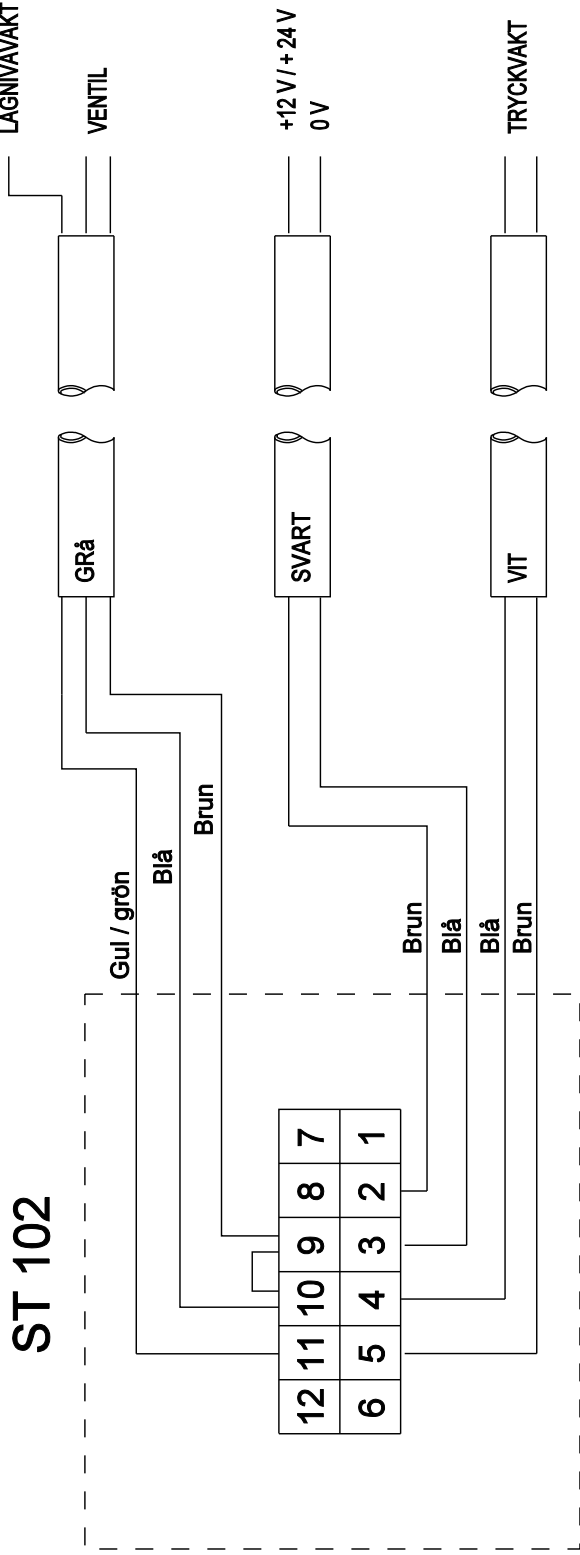 ST 102
LÅGNIVÅVAKT
VENTIL
+12 V / + 24 V
0 V
TRYCKVAKT
GRå
SVART
VIT
Gul / grön
Blå
Brun
Brun
Blå
Blå
Brun
12 11 10 9 8 7
6 5 4 3 2 1